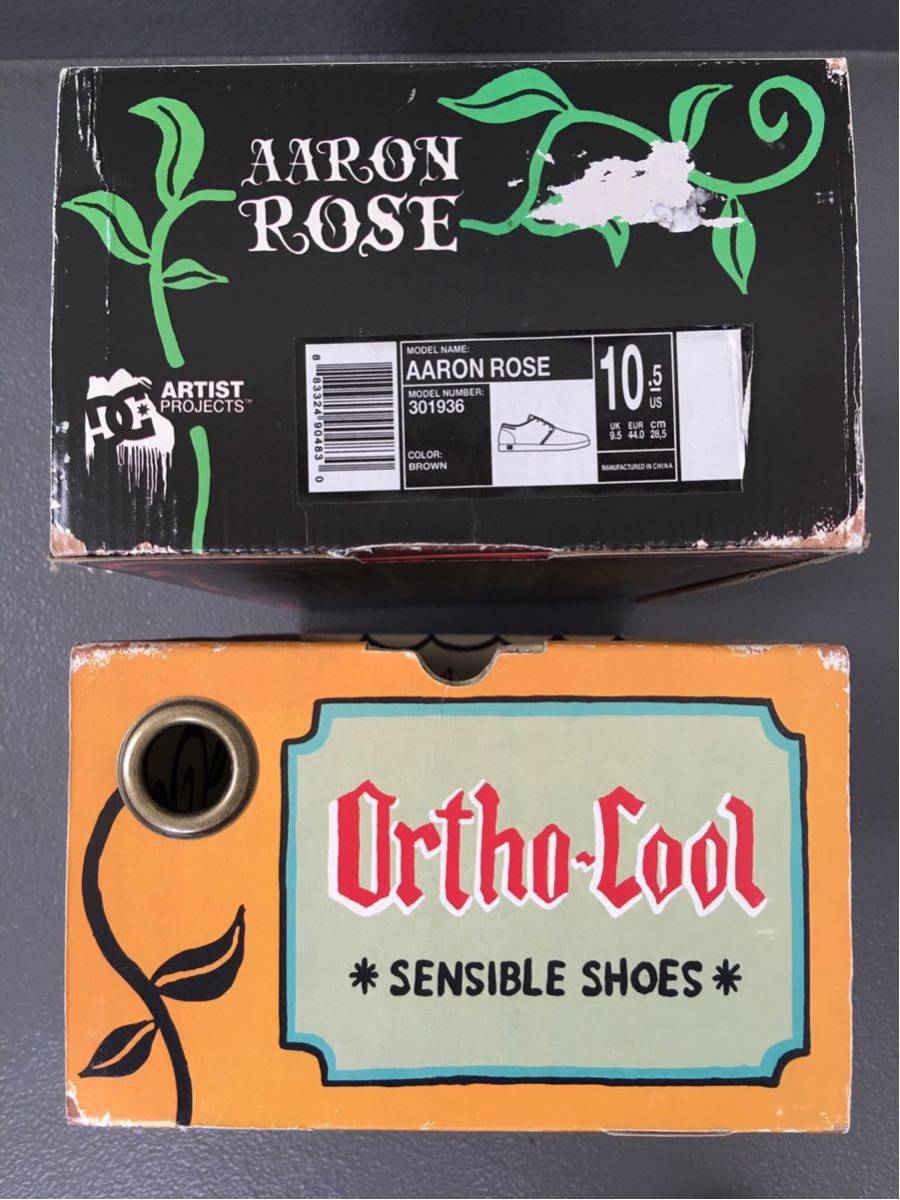 AARON
ROSE
DC
ARTIST
PROJECTS™
8 83324 90483 0
MODEL NAME:
AARON ROSE
MODEL NUMBER:
301936
COLOR:
BROWN
10.5
US
UK EUR cm
9.5 44.0 28,5
MANUFACTURED IN CHINA
Ortho-Cool
* SENSIBLE SHOES *